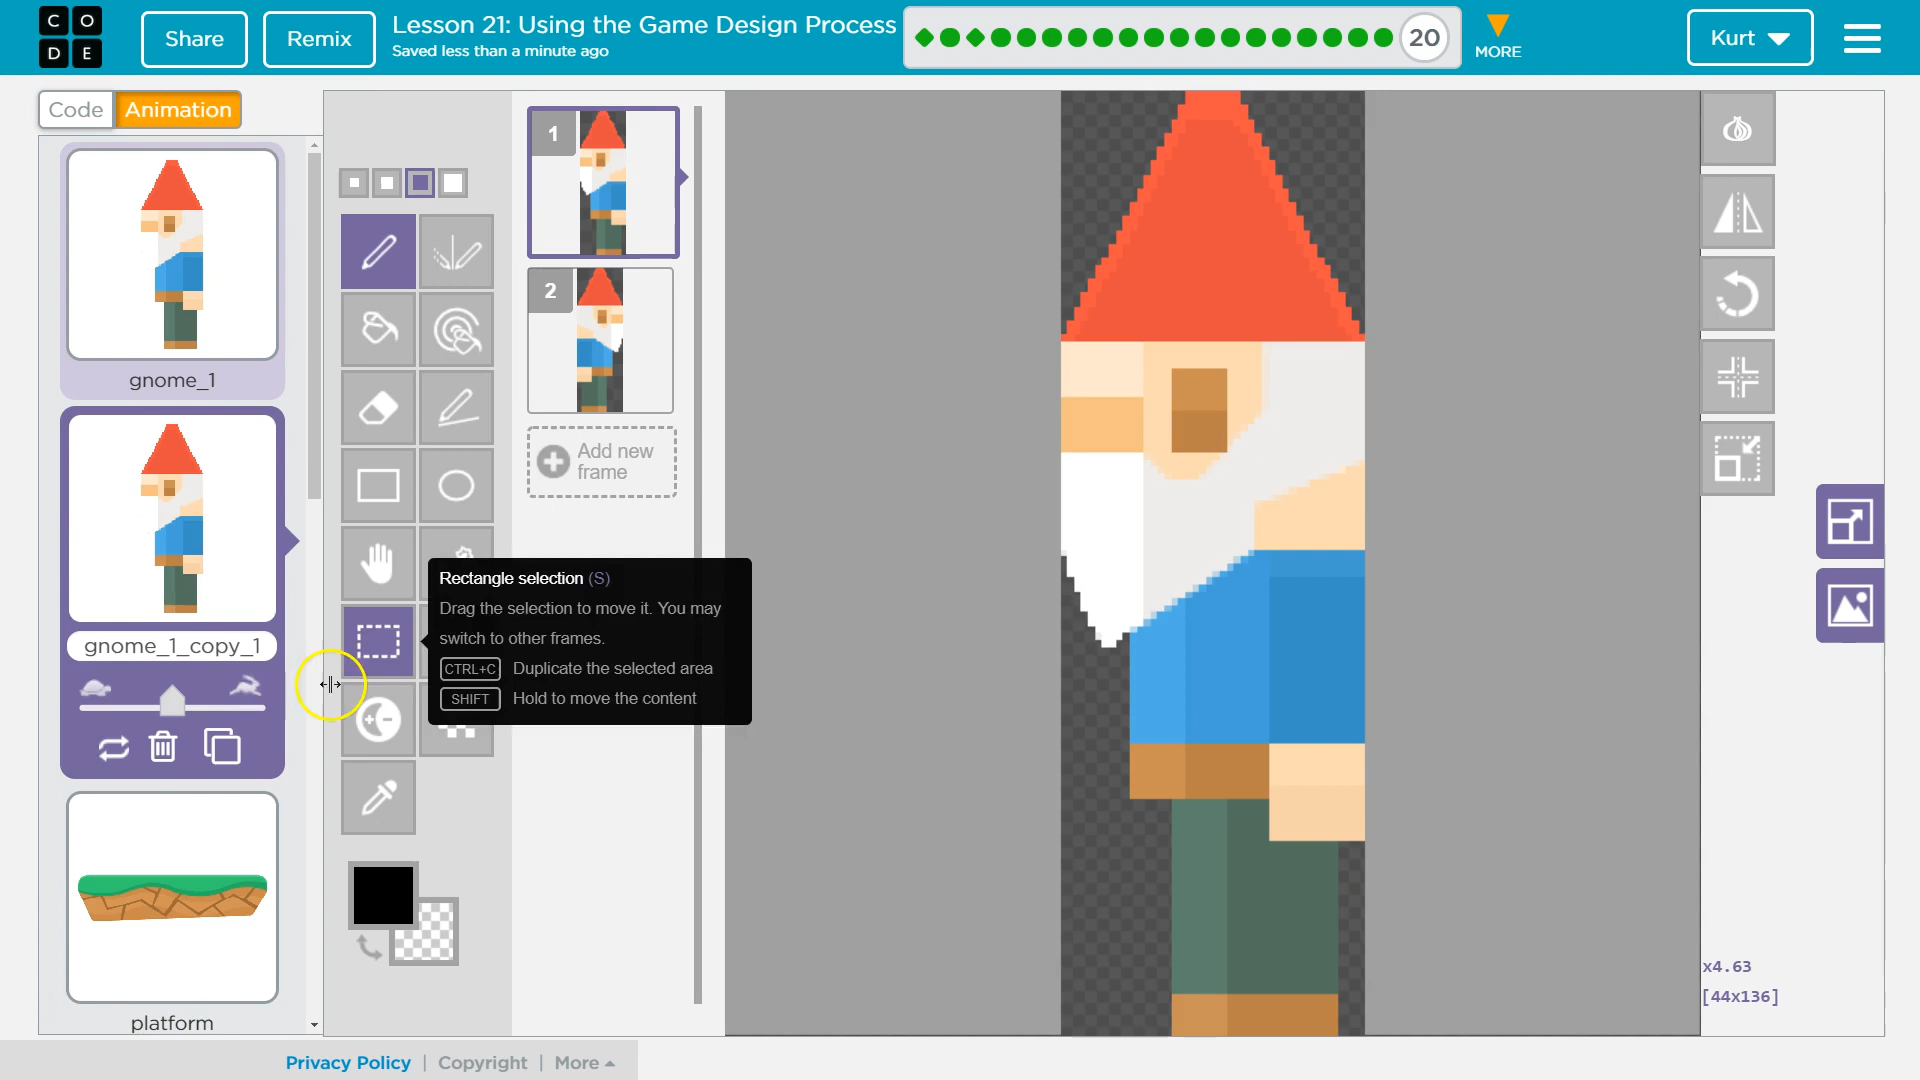 C O
D E
Share
Remix
Lesson 21: Using the Game Design Process
Saved less than a minute ago
20
MORE
Kurt
Code
Animation
gnome_1
gnome_1_copy_1
platform
1
2
Add new
frame
Rectangle selection (S)
Drag the selection to move it. You may
switch to other frames.
CTRL+C Duplicate the selected area
SHIFT Hold to move the content
x4.63
[44x136]
Privacy Policy | Copyright | More